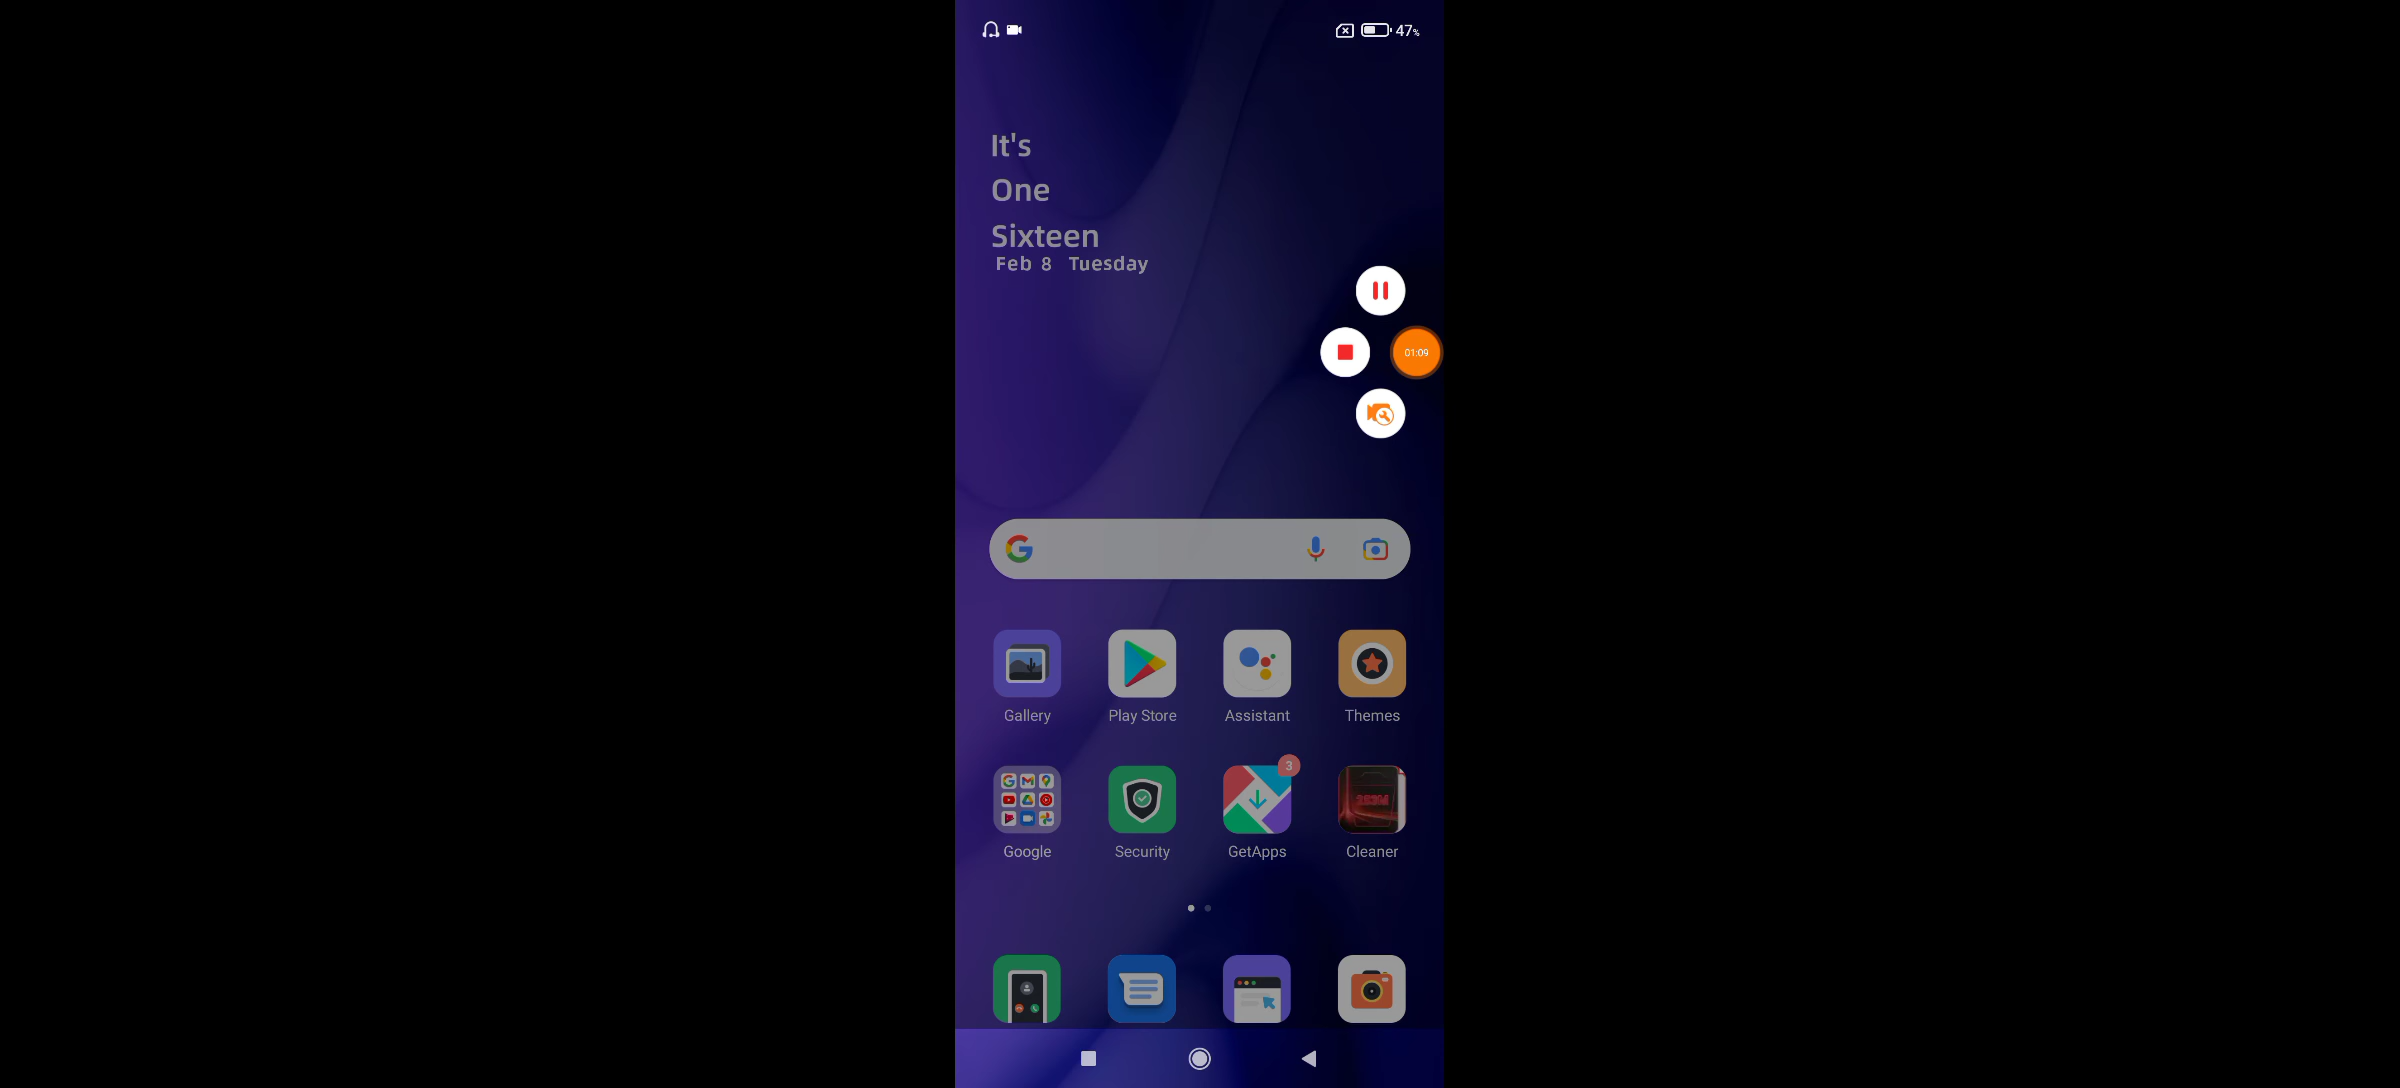 47%
It's
One
Sixteen
Feb 8 Tuesday
01:09
Gallery Play Store Assistant Themes
3
Google Security GetApps Cleaner